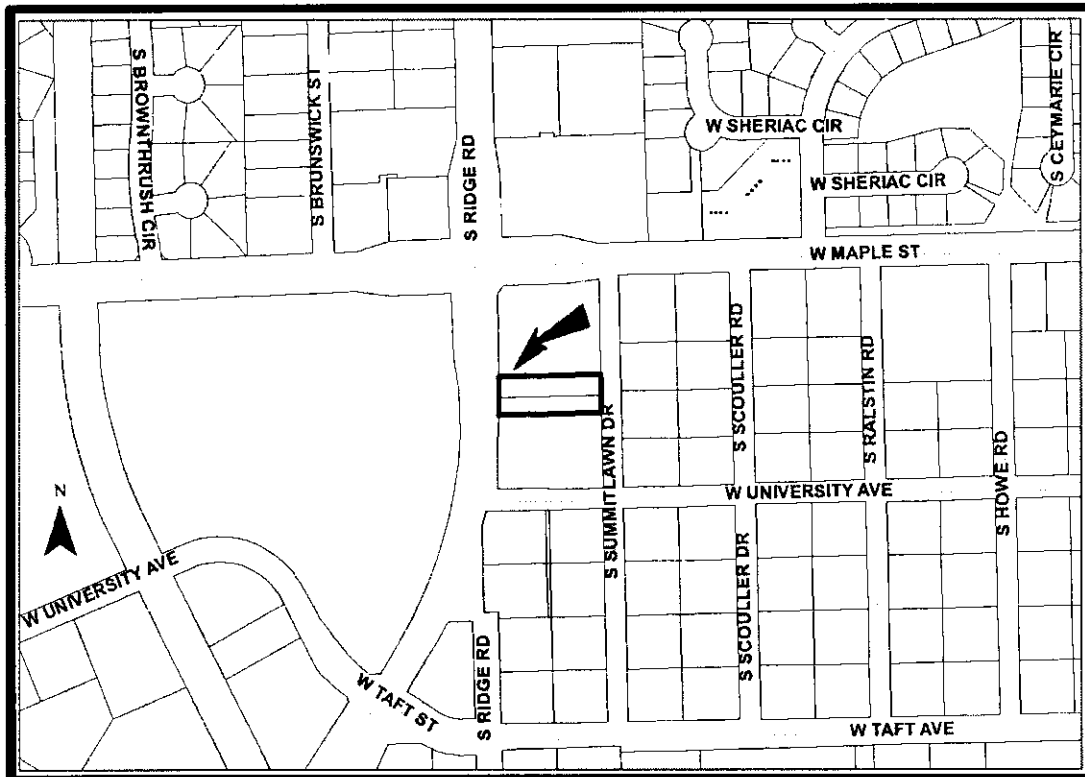 S BROWNTHRUSH CIR
S BRUNSWICK ST
S RIDGE RD
W SHERIAC CIR
W SHERIAC CIR
S CEYMARIE CIR
W MAPLE ST
S SUMMITLAWN DR
S SCOULLER RD
S RALSTIN RD
S HOWE RD
W UNIVERSITY AVE
N
W UNIVERSITY AVE
W TAFT ST
S RIDGE RD
S SCOULLER DR
W TAFT AVE